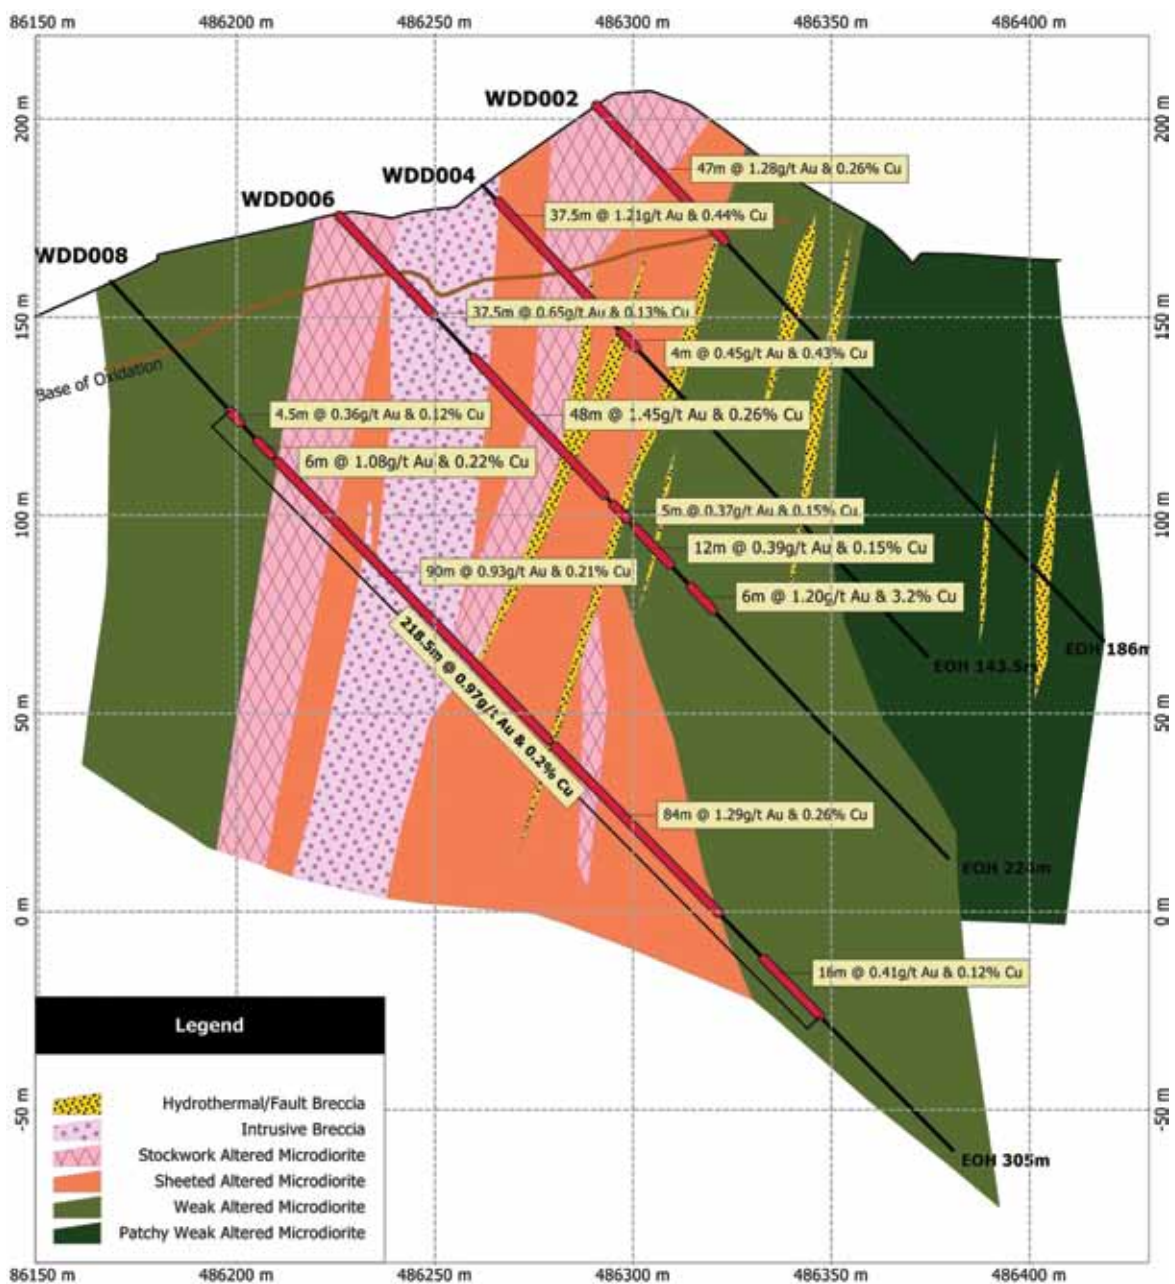 86150 m
486200 m
486250 m
486300 m
486350 m
486400 m
200 m
200 m
WDD002
47m @ 1.28g/t Au & 0.26% Cu
WDD004
37.5m @ 1.21g/t Au & 0.44% Cu
WDD006
WDD008
37.5m @ 0.65g/t Au & 0.13% Cu
150 m
150 m
4m @ 0.45g/t Au & 0.43% Cu
Base of Oxidation
4.5m @ 0.36g/t Au & 0.12% Cu
48m @ 1.45g/t Au & 0.26% Cu
6m @ 1.08g/t Au & 0.22% Cu
100 m
100 m
5m @ 0.37g/t Au & 0.15% Cu
12m @ 0.39g/t Au & 0.15% Cu
90m @ 0.93g/t Au & 0.21% Cu
6m @ 1.20g/t Au & 3.2% Cu
218.5m @ 0.97g/t Au & 0.2% Cu
EOH 186m
EOH 143.5m
50 m
50 m
84m @ 1.29g/t Au & 0.26% Cu
EOH 224m
0 m
0 m
16m @ 0.41g/t Au & 0.12% Cu
Legend
-50 m
-50 m
Hydrothermal/Fault Breccia
Intrusive Breccia
Stockwork Altered Microdiorite
EOH 305m
Sheeted Altered Microdiorite
Weak Altered Microdiorite
Patchy Weak Altered Microdiorite
86150 m
486200 m
486250 m
486300 m
486350 m
486400 m